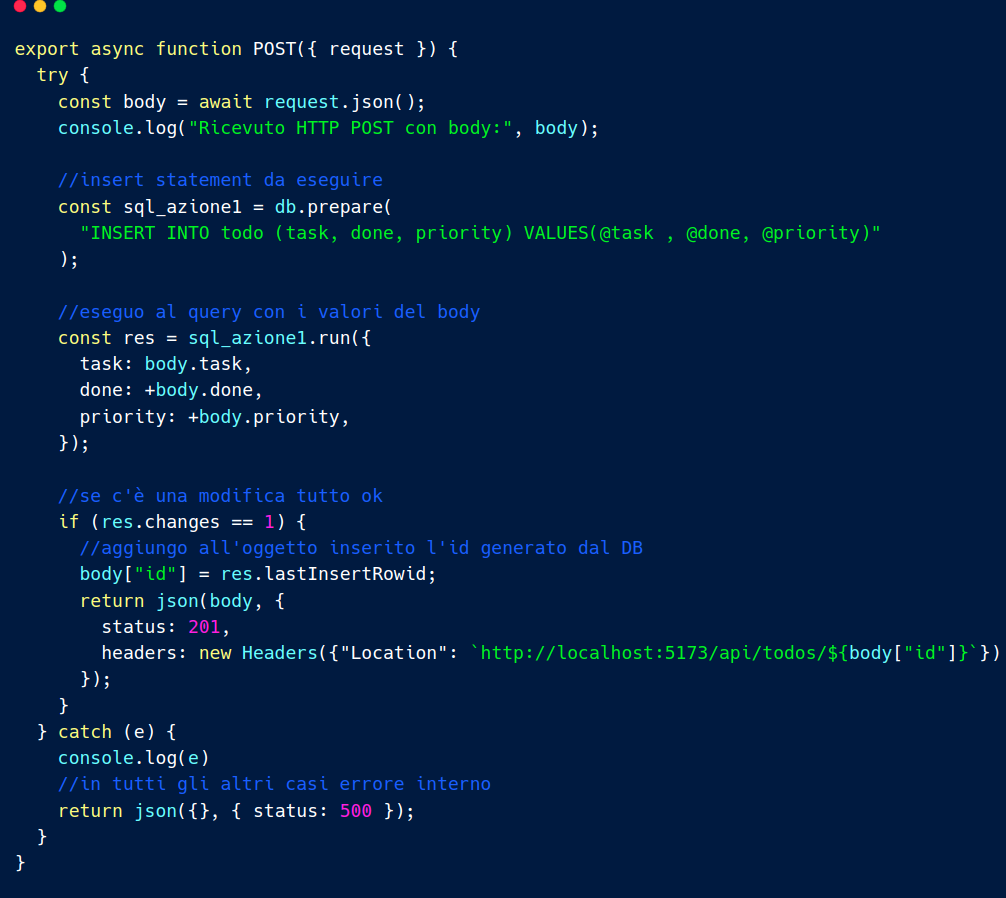 export async function POST({ request }) {
  try {
    const body = await request.json();
    console.log("Ricevuto HTTP POST con body:", body);

    //insert statement da eseguire
    const sql_azione1 = db.prepare(
      "INSERT INTO todo (task, done, priority) VALUES(@task , @done, @priority)"
    );

    //eseguo al query con i valori del body
    const res = sql_azione1.run({
      task: body.task,
      done: +body.done,
      priority: +body.priority,
    });

    //se c'è una modifica tutto ok
    if (res.changes == 1) {
      //aggiungo all'oggetto inserito l'id generato dal DB
      body["id"] = res.lastInsertRowid;
      return json(body, {
        status: 201,
        headers: new Headers({"Location": `http://localhost:5173/api/todos/${body["id"]}`})
      });
    }
  } catch (e) {
    console.log(e)
    //in tutti gli altri casi errore interno
    return json({}, { status: 500 });
  }
}